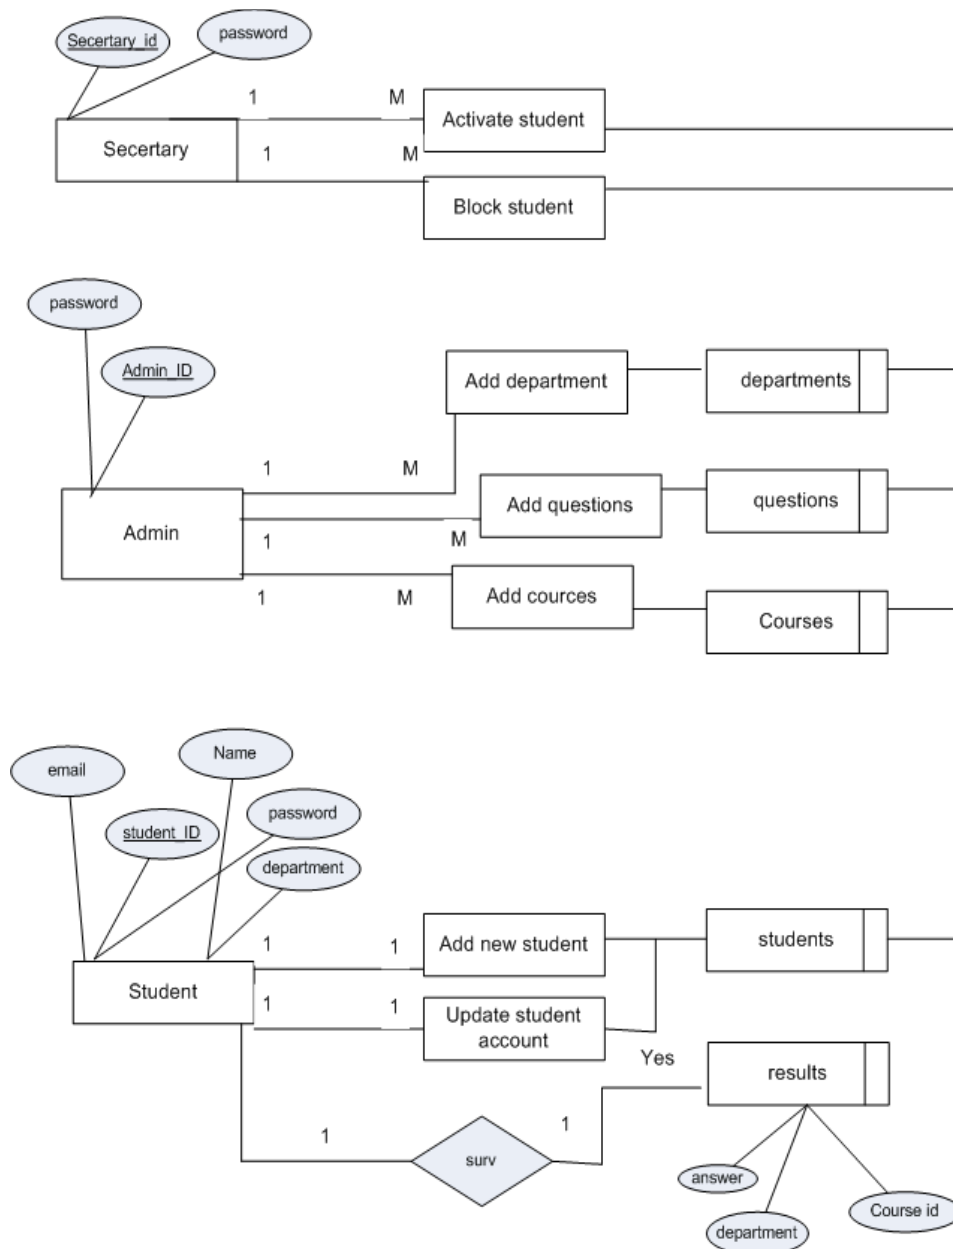 Secertary_id
password
1
M
Activate student
Secertary
1
M
Block student
password
Admin_ID
Add department
departments
1
M
Add questions
questions
Admin
1
M
Add cources
Courses
1
M
Name
email
password
student_ID
department
Add new student
students
1
1
Student
1
1
Update student
account
Yes
results
1
1
surv
answer
Course id
department